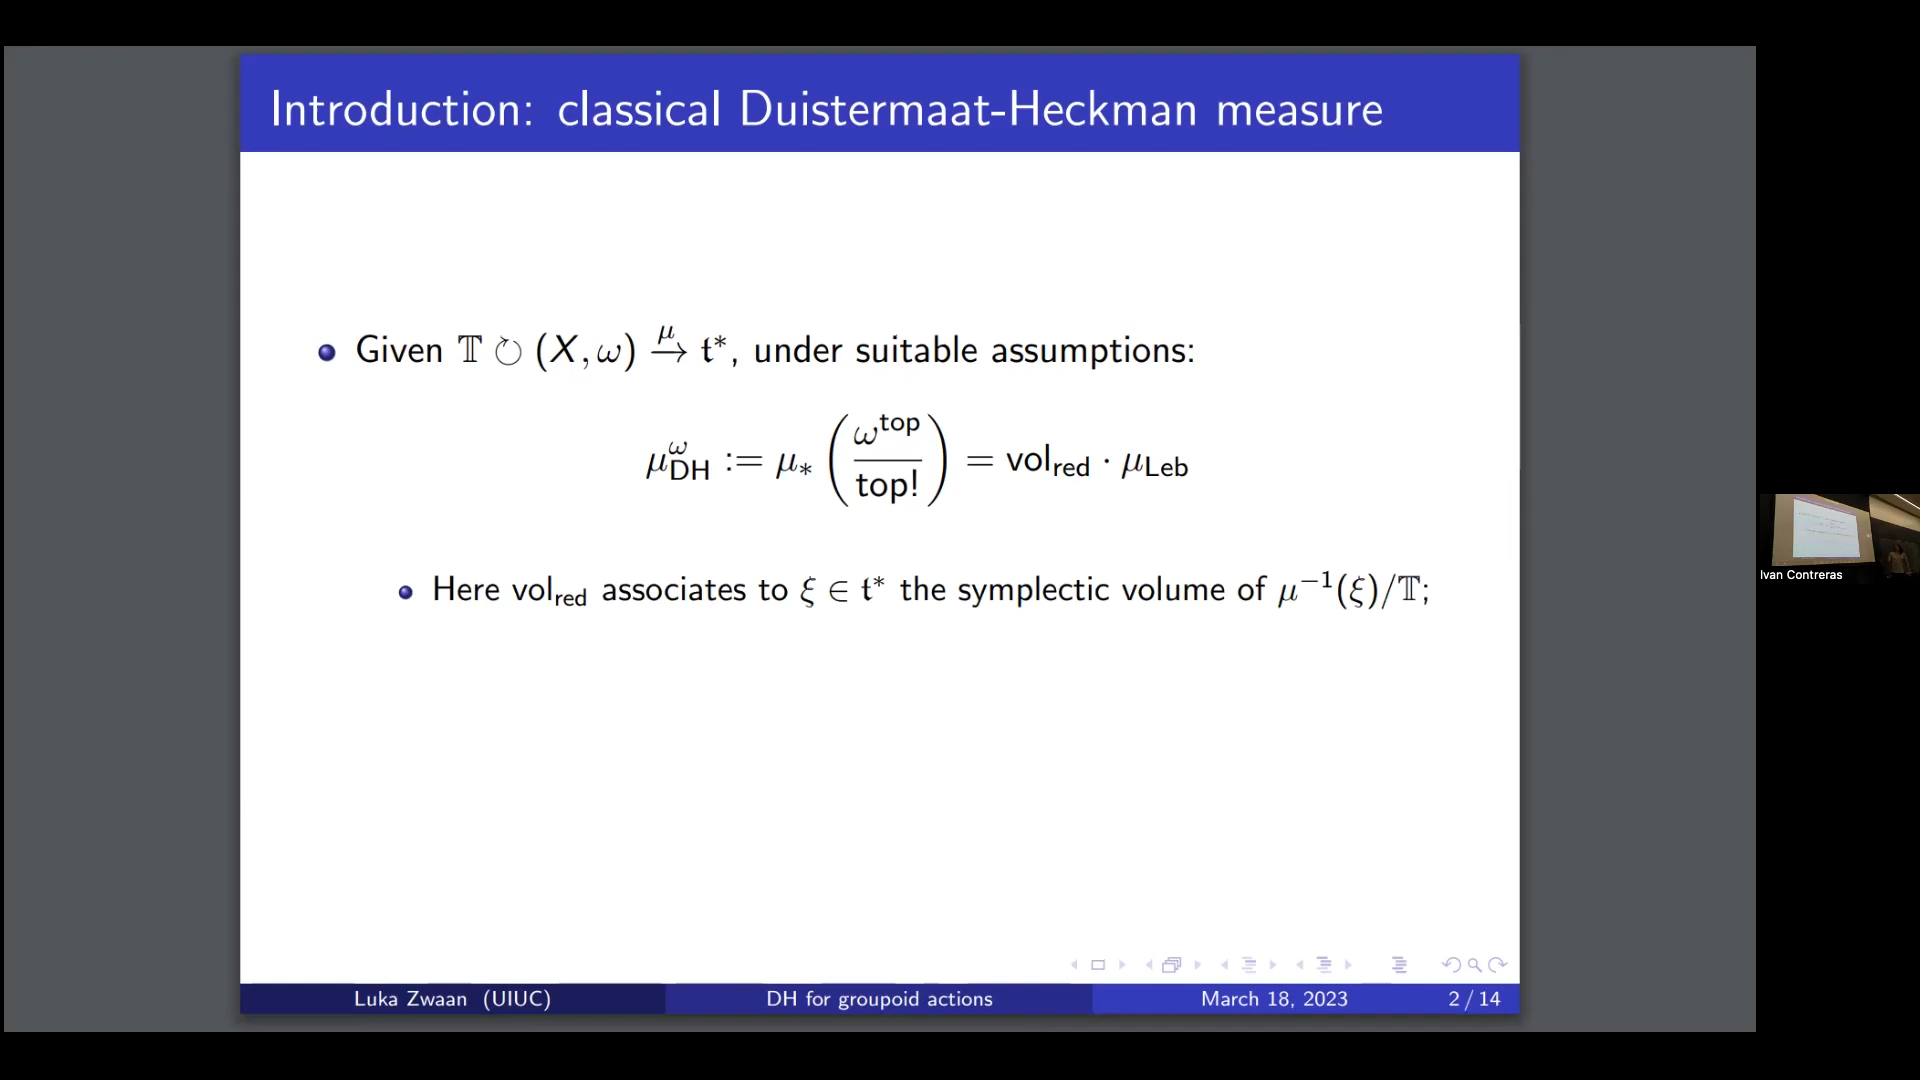 Introduction: classical Duistermaat-Heckman measure
Given 𝕋 ↻ (X, ω) →^μ 𝔱*, under suitable assumptions:
μ^ω_DH := μ_* (ω^top / top!) = vol_red · μ_Leb
Here vol_red associates to ξ ∈ 𝔱* the symplectic volume of μ^−1(ξ)/𝕋;
Ivan Contreras
Luka Zwaan (UIUC) DH for groupoid actions March 18, 2023 2 / 14